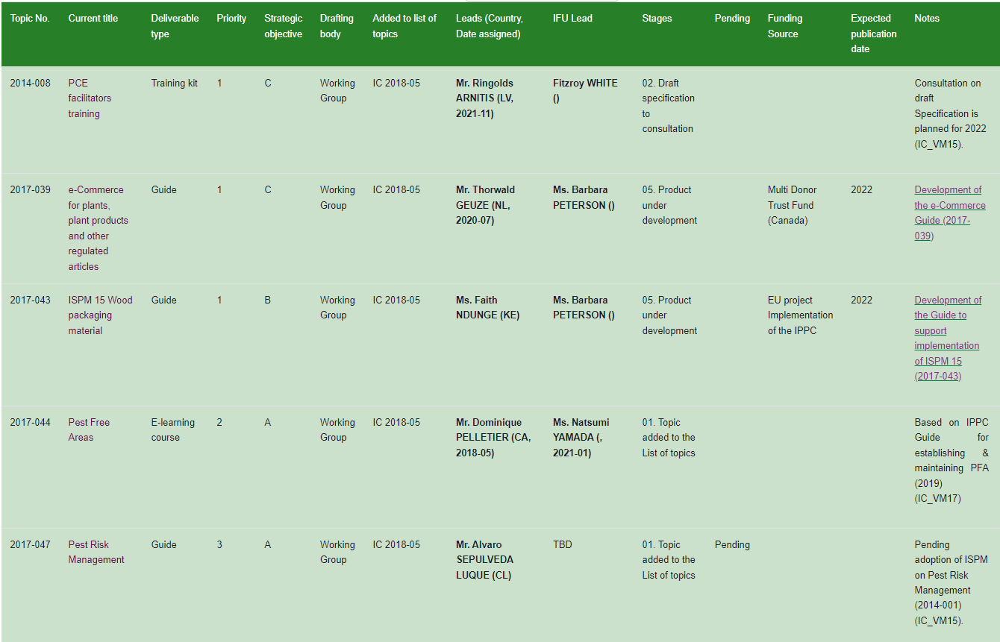 Topic No.
Current title
Deliverable
type
Priority
Strategic
objective
Drafting
body
Added to list of
topics
Leads (Country,
Date assigned)
IFU Lead
Stages
Pending
Funding
Source
Expected
publication
date
Notes
2014-008
PCE
facilitators
training
Training kit
1
C
Working
Group
IC 2018-05
Mr. Ringolds
ARNITIS (LV,
2021-11)
Fitzroy WHITE
()
02. Draft
specification
to
consultation
Consultation on
draft
Specification is
planned for 2022
(IC_VM15).
2017-039
e-Commerce
for plants,
plant products
and other
regulated
articles
Guide
1
C
Working
Group
IC 2018-05
Mr. Thorwald
GEUZE (NL,
2020-07)
Ms. Barbara
PETERSON ()
05. Product
under
development
Multi Donor
Trust Fund
(Canada)
2022
Development of
the e-Commerce
Guide (2017-
039)
2017-043
ISPM 15 Wood
packaging
material
Guide
1
B
Working
Group
IC 2018-05
Ms. Faith
NDUNGE (KE)
Ms. Barbara
PETERSON ()
05. Product
under
development
EU project
Implementation
of the IPPC
2022
Development of
the Guide to
support
implementation
of ISPM 15
(2017-043)
2017-044
Pest Free
Areas
E-learning
course
2
A
Working
Group
IC 2018-05
Mr. Dominique
PELLETIER (CA,
2018-05)
Ms. Natsumi
YAMADA (,
2021-01)
01. Topic
added to the
List of topics
Based on IPPC
Guide for
establishing &
maintaining PFA
(2019)
(IC_VM17)
2017-047
Pest Risk
Management
Guide
3
A
Working
Group
IC 2018-05
Mr. Alvaro
SEPULVEDA
LUQUE (CL)
TBD
01. Topic
added to the
List of topics
Pending
Pending
adoption of ISPM
on Pest Risk
Management
(2014-001)
(IC_VM15).